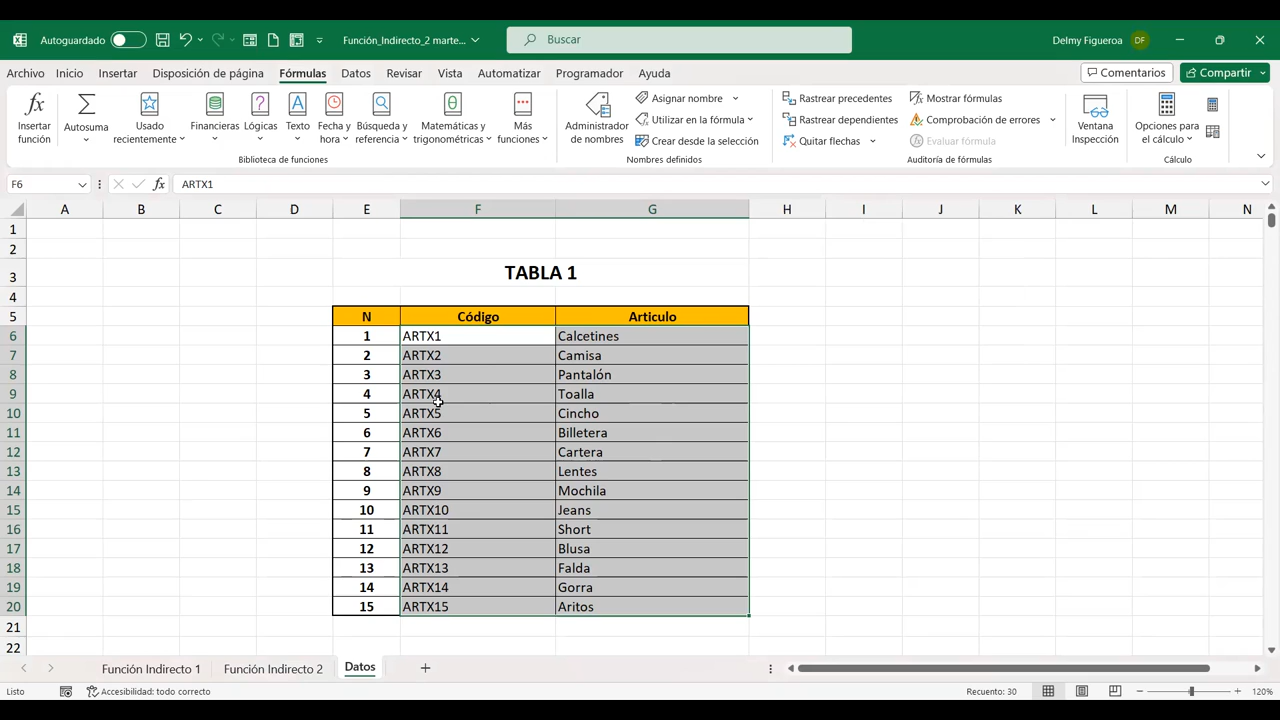 Autoguardado
Función_Indirecto_2 marte...
Buscar
Delmy Figueroa
DF
Archivo Inicio Insertar Disposición de página Fórmulas Datos Revisar Vista Automatizar Programador Ayuda
Comentarios Compartir
Insertar función
Autosuma
Usado recientemente
Financieras
Lógicas
Texto
Fecha y hora
Búsqueda y referencia
Matemáticas y trigonométricas
Más funciones
Biblioteca de funciones
Administrador de nombres
Asignar nombre
Utilizar en la fórmula
Crear desde la selección
Nombres definidos
Rastrear precedentes
Rastrear dependientes
Quitar flechas
Mostrar fórmulas
Comprobación de errores
Evaluar fórmula
Auditoría de fórmulas
Ventana Inspección
Opciones para el cálculo
Cálculo
F6 fx ARTX1
A B C D E F G H I J K L M N
1
2
3 TABLA 1
4
5 N Código Articulo
6 1 ARTX1 Calcetines
7 2 ARTX2 Camisa
8 3 ARTX3 Pantalón
9 4 ARTX4 Toalla
10 5 ARTX5 Cincho
11 6 ARTX6 Billetera
12 7 ARTX7 Cartera
13 8 ARTX8 Lentes
14 9 ARTX9 Mochila
15 10 ARTX10 Jeans
16 11 ARTX11 Short
17 12 ARTX12 Blusa
18 13 ARTX13 Falda
19 14 ARTX14 Gorra
20 15 ARTX15 Aritos
21
22
Función Indirecto 1 Función Indirecto 2 Datos
Listo Accesibilidad: todo correcto Recuento: 30 120%